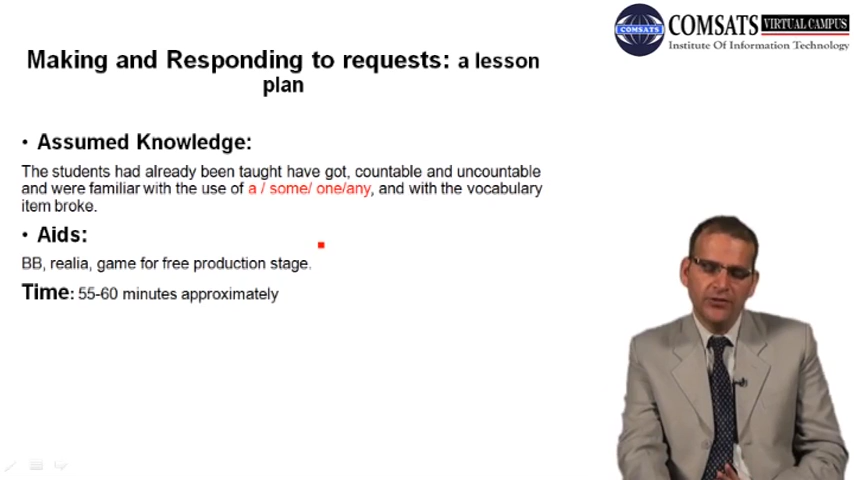 COMSATS VIRTUAL CAMPUS
Institute Of Information Technology
COMSATS
Making and Responding to requests: a lesson
plan
• Assumed Knowledge:
The students had already been taught have got, countable and uncountable
and were familiar with the use of a / some/ one/any, and with the vocabulary
item broke.
• Aids:
BB, realia, game for free production stage.
Time: 55-60 minutes approximately